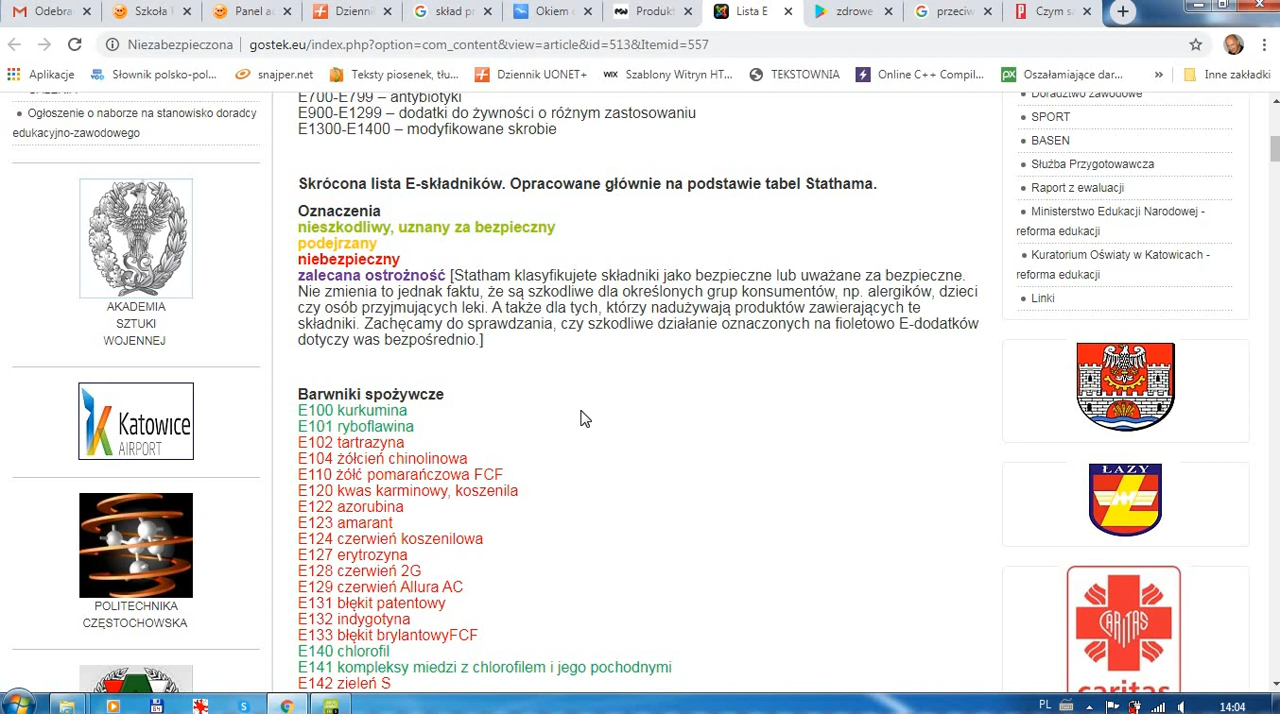 Odebran
Szkoła
Panel ad
Dzienni
skład p
Okiem
Produkt
Lista E
zdrowe
przeciw
Czym s
Niezabezpieczona | gostek.eu/index.php?option=com_content&view=article&id=513&Itemid=557
Aplikacje
Słownik polsko-pol...
snajper.net
Teksty piosenek, tłu...
Dziennik UONET+
WIX Szablony Witryn HT...
TEKSTOWNIA
Online C++ Compil...
PX Oszałamiające dar...
»
Inne zakładki
Ogłoszenie o naborze na stanowisko doradcy
edukacyjno-zawodowego
AKADEMIA
SZTUKI
WOJENNEJ
Katowice
AIRPORT
POLITECHNIKA
CZĘSTOCHOWSKA
E700-E799 – antybiotyki
E900-E1299 – dodatki do żywności o różnym zastosowaniu
E1300-E1400 – modyfikowane skrobie
Skrócona lista E-składników. Opracowane głównie na podstawie tabel Stathama.
Oznaczenia
nieszkodliwy, uznany za bezpieczny
podejrzany
niebezpieczny
zalecana ostrożność [Statham klasyfikujete składniki jako bezpieczne lub uważane za bezpieczne.
Nie zmienia to jednak faktu, że są szkodliwe dla określonych grup konsumentów, np. alergików, dzieci
czy osób przyjmujących leki. A także dla tych, którzy nadużywają produktów zawierających te
składniki. Zachęcamy do sprawdzania, czy szkodliwe działanie oznaczonych na fioletowo E-dodatków
dotyczy was bezpośrednio.]
Barwniki spożywcze
E100 kurkumina
E101 ryboflawina
E102 tartrazyna
E104 żółcień chinolinowa
E110 żółć pomarańczowa FCF
E120 kwas karminowy, koszenila
E122 azorubina
E123 amarant
E124 czerwień koszenilowa
E127 erytrozyna
E128 czerwień 2G
E129 czerwień Allura AC
E131 błękit patentowy
E132 indygotyna
E133 błękit brylantowyFCF
E140 chlorofil
E141 kompleksy miedzi z chlorofilem i jego pochodnymi
E142 zieleń S
Doradztwo zawodowe
SPORT
BASEN
Służba Przygotowawcza
Raport z ewaluacji
Ministerstwo Edukacji Narodowej -
reforma edukacji
Kuratorium Oświaty w Katowicach -
reforma edukacji
Linki
ŁAZY
CARITAS
caritas
PL
14:04